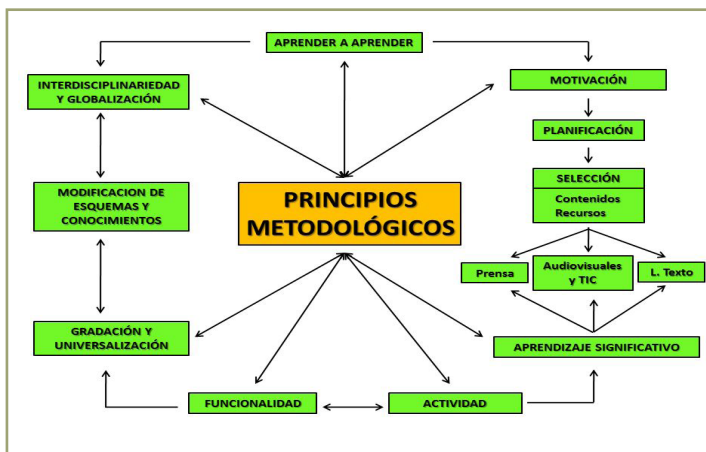 APRENDER A APRENDER
INTERDISCIPLINARIEDAD
Y GLOBALIZACIÓN
MOTIVACIÓN
PLANIFICACIÓN
MODIFICACION DE
ESQUEMAS Y
CONOCIMIENTOS
PRINCIPIOS
METODOLÓGICOS
SELECCIÓN
Contenidos
Recursos
Prensa
Audiovisuales
y TIC
L. Texto
GRADACIÓN Y
UNIVERSALIZACIÓN
APRENDIZAJE SIGNIFICATIVO
FUNCIONALIDAD
ACTIVIDAD